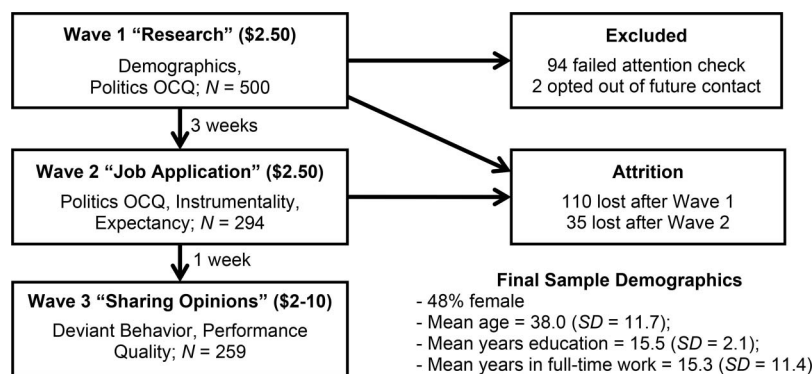 Wave 1 “Research” ($2.50)
Demographics,
Politics OCQ; N = 500
Excluded
94 failed attention check
2 opted out of future contact
3 weeks
Wave 2 “Job Application” ($2.50)
Politics OCQ, Instrumentality,
Expectancy; N = 294
Attrition
110 lost after Wave 1
35 lost after Wave 2
1 week
Wave 3 “Sharing Opinions” ($2-10)
Deviant Behavior, Performance
Quality; N = 259
Final Sample Demographics
- 48% female
- Mean age = 38.0 (SD = 11.7);
- Mean years education = 15.5 (SD = 2.1);
- Mean years in full-time work = 15.3 (SD = 11.4)